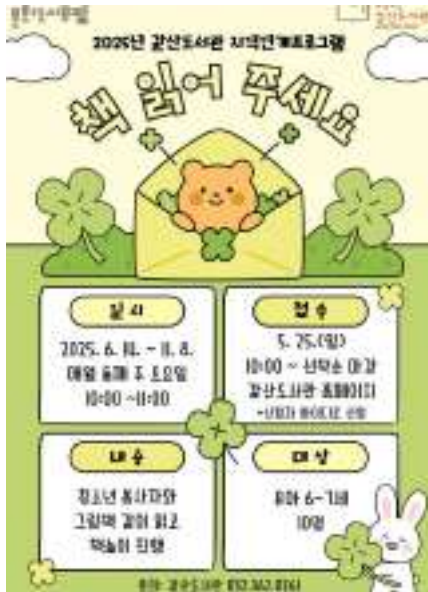 2025년 갈산도서관 지역연계프로그램
책 읽어 주세요
일시
2025. 6. 14. ~ 11. 8.
매월 둘째 주 토요일
10:00 ~11:00
접수
5. 25.(일)
10:00 ~ 선착순 마감
갈산도서관 홈페이지
내용
청소년 봉사자와
그림책 같이 읽고
책놀이 진행
대상
유아 6~7세
10명
갈산도서관